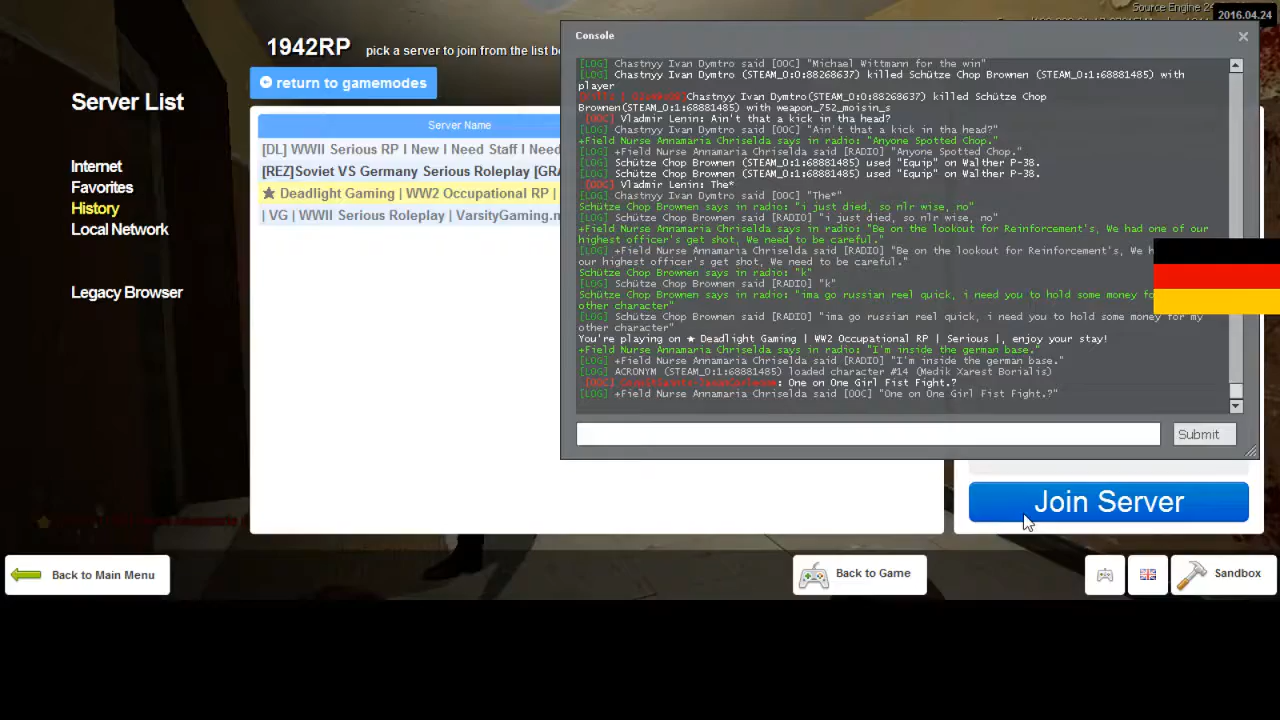 Source Engine 2
2016.04.24
1942RP pick a server to join from the list be
return to gamemodes
Server List
Internet
Favorites
History
Local Network
Legacy Browser
Server Name
[DL] WWII Serious RP I New I Need Staff I Need
[REZ]Soviet VS Germany Serious Roleplay [GRA
★ Deadlight Gaming | WW2 Occupational RP |
| VG | WWII Serious Roleplay | VarsityGaming.n
Console
[LOG] Chastnyy Ivan Dymtro said [OOC] "Michael Wittmann for the win"
[LOG] Chastnyy Ivan Dymtro (STEAM_0:0:88268637) killed Schütze Chop Brownen (STEAM_0:1:68881485) with
player
Chastnyy Ivan Dymtro(STEAM_0:0:88268637) killed Schütze Chop
Brownen(STEAM_0:1:68881485) with weapon_752_moisin_s
[OOC] Vladmir Lenin: Ain't that a kick in tha head?
[LOG] Chastnyy Ivan Dymtro said [OOC] "Ain't that a kick in tha head?"
+Field Nurse Annamaria Chriselda says in radio: "Anyone Spotted Chop."
[LOG] +Field Nurse Annamaria Chriselda said [RADIO] "Anyone Spotted Chop."
[LOG] Schütze Chop Brownen (STEAM_0:1:68881485) used "Equip" on Walther P-38.
[LOG] Schütze Chop Brownen (STEAM_0:1:68881485) used "Equip" on Walther P-38.
[OOC] Vladmir Lenin: The*
[LOG] Chastnyy Ivan Dymtro said [OOC] "The*"
Schütze Chop Brownen says in radio: "i just died, so nlr wise, no"
[LOG] Schütze Chop Brownen said [RADIO] "i just died, so nlr wise, no"
+Field Nurse Annamaria Chriselda says in radio: "Be on the lookout for Reinforcement's, We had one of our
highest officer's get shot, We need to be careful."
[LOG] +Field Nurse Annamaria Chriselda said [RADIO] "Be on the lookout for Reinforcement's, We h
our highest officer's get shot, We need to be careful."
Schütze Chop Brownen says in radio: "k"
[LOG] Schütze Chop Brownen said [RADIO] "k"
Schütze Chop Brownen says in radio: "ima go russian reel quick, i need you to hold some money for
other character"
[LOG] Schütze Chop Brownen said [RADIO] "ima go russian reel quick, i need you to hold some money for my
other character"
You're playing on ★ Deadlight Gaming | WW2 Occupational RP | Serious |, enjoy your stay!
+Field Nurse Annamaria Chriselda says in radio: "I'm inside the german base."
[LOG] +Field Nurse Annamaria Chriselda said [RADIO] "I'm inside the german base."
[LOG] ACRONYM (STEAM_0:1:68881485) loaded character #14 (Medik Xarest Borialis)
[OOC] : One on One Girl Fist Fight.?
[LOG] +Field Nurse Annamaria Chriselda said [OOC] "One on One Girl Fist Fight.?"
Submit
Join Server
Back to Main Menu
Back to Game
Sandbox